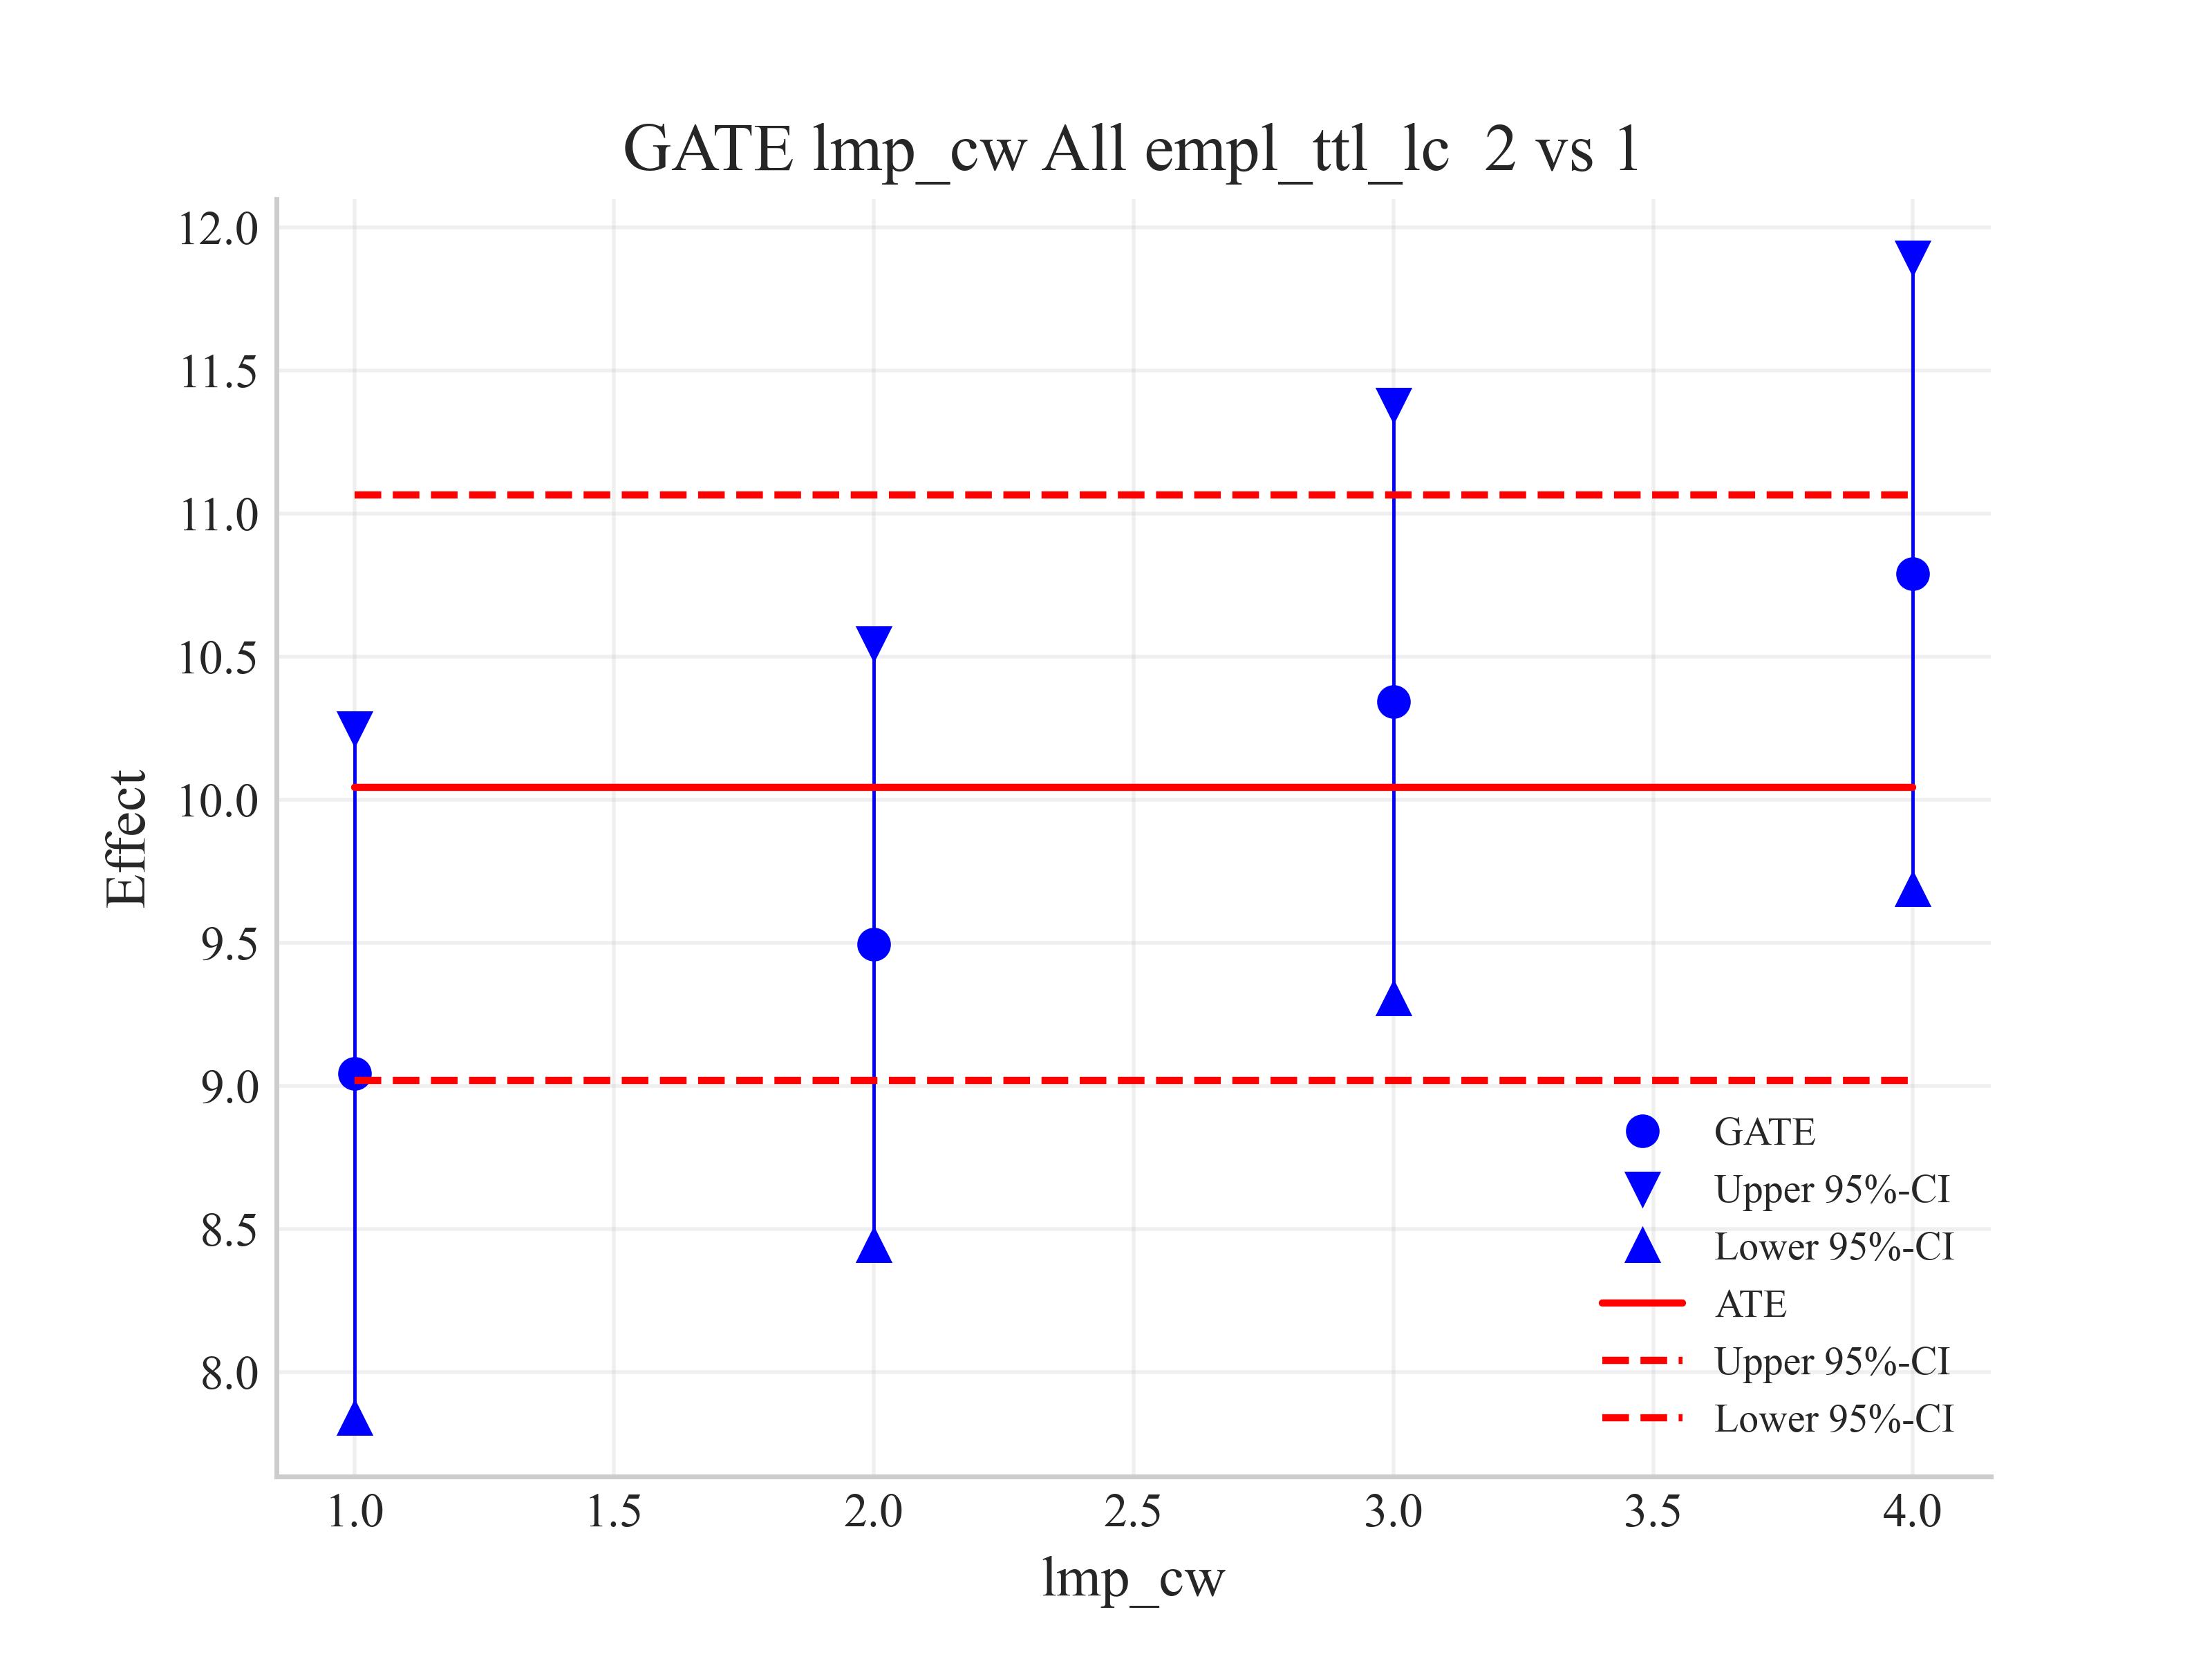 GATE lmp_cw All empl_ttl_lc  2 vs 1
12.0
11.5
11.0
10.5
10.0
9.5
9.0
8.5
8.0
Effect
GATE
Upper 95%-CI
Lower 95%-CI
ATE
Upper 95%-CI
Lower 95%-CI
1.0 1.5 2.0 2.5 3.0 3.5 4.0
lmp_cw